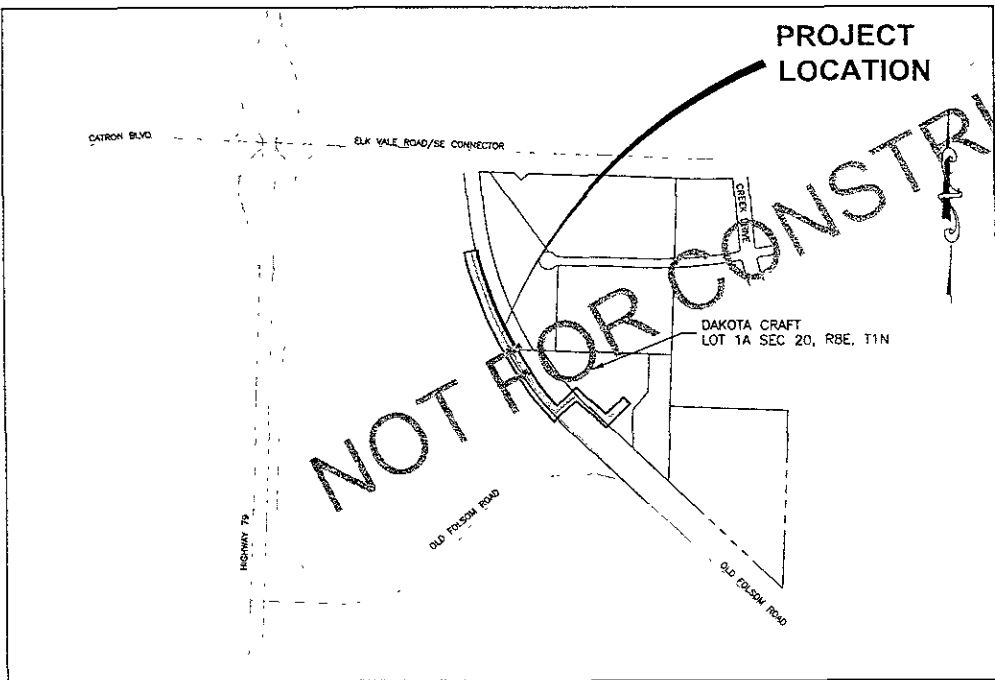 PROJECT
LOCATION
CATRON BLVD.
ELK VALE ROAD/SE CONNECTOR
CREEK DRIVE
NOT FOR CONSTR
DAKOTA CRAFT
LOT 1A SEC 20, R8E, T1N
HIGHWAY 79
OLD FOLSOM ROAD
OLD FOLSOM ROAD